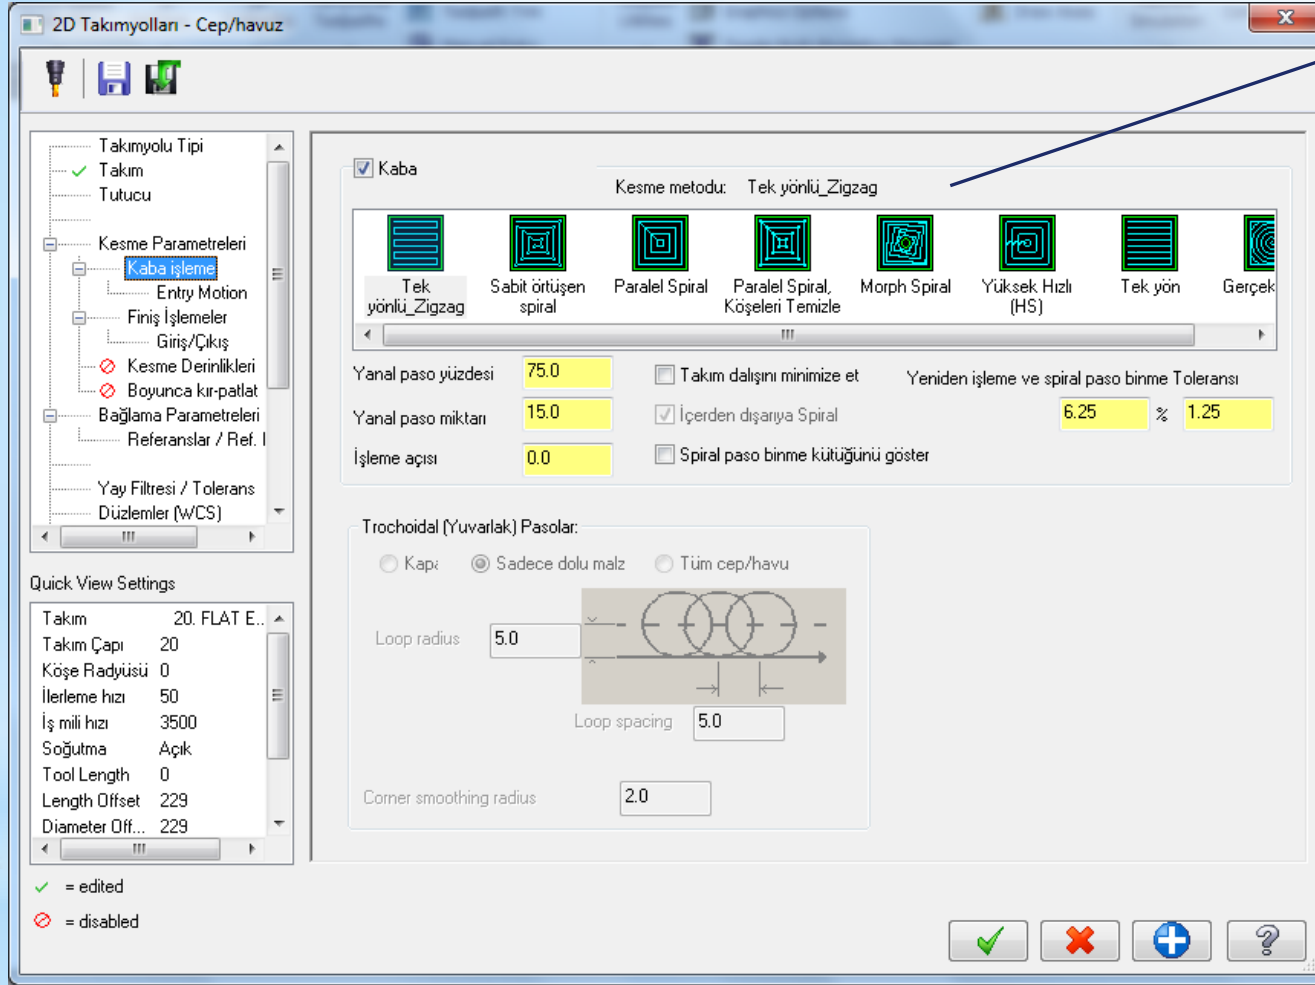 2D Takımyolları - Cep/havuz
Takımyolu Tipi
Takım
Tutucu
Kesme Parametreleri
Kaba işleme
Entry Motion
Finiş İşlemeler
Giriş/Çıkış
Kesme Derinlikleri
Boyunca kır-patlat
Bağlama Parametreleri
Referanslar / Ref. I
Yay Filtresi / Tolerans
Düzlemler (WCS)
Quick View Settings
Takım 20. FLAT E...
Takım Çapı 20
Köşe Radyüsü 0
İlerleme hızı 50
İş mili hızı 3500
Soğutma Açık
Tool Length 0
Length Offset 229
Diameter Off... 229
= edited
= disabled
Kaba
Kesme metodu: Tek yönlü_Zigzag
Tek yönlü_Zigzag
Sabit örtüşen spiral
Paralel Spiral
Paralel Spiral, Köşeleri Temizle
Morph Spiral
Yüksek Hızlı (HS)
Tek yön
Gerçek
Yanal paso yüzdesi 75.0
Yanal paso miktarı 15.0
İşleme açısı 0.0
Takım dalışını minimize et
İçerden dışarıya Spiral
Spiral paso binme kütüğünü göster
Yeniden işleme ve spiral paso binme Toleransı
6.25 % 1.25
Trochoidal (Yuvarlak) Pasolar:
Kapa
Sadece dolu malz
Tüm cep/havu
Loop radius 5.0
Loop spacing 5.0
Corner smoothing radius 2.0